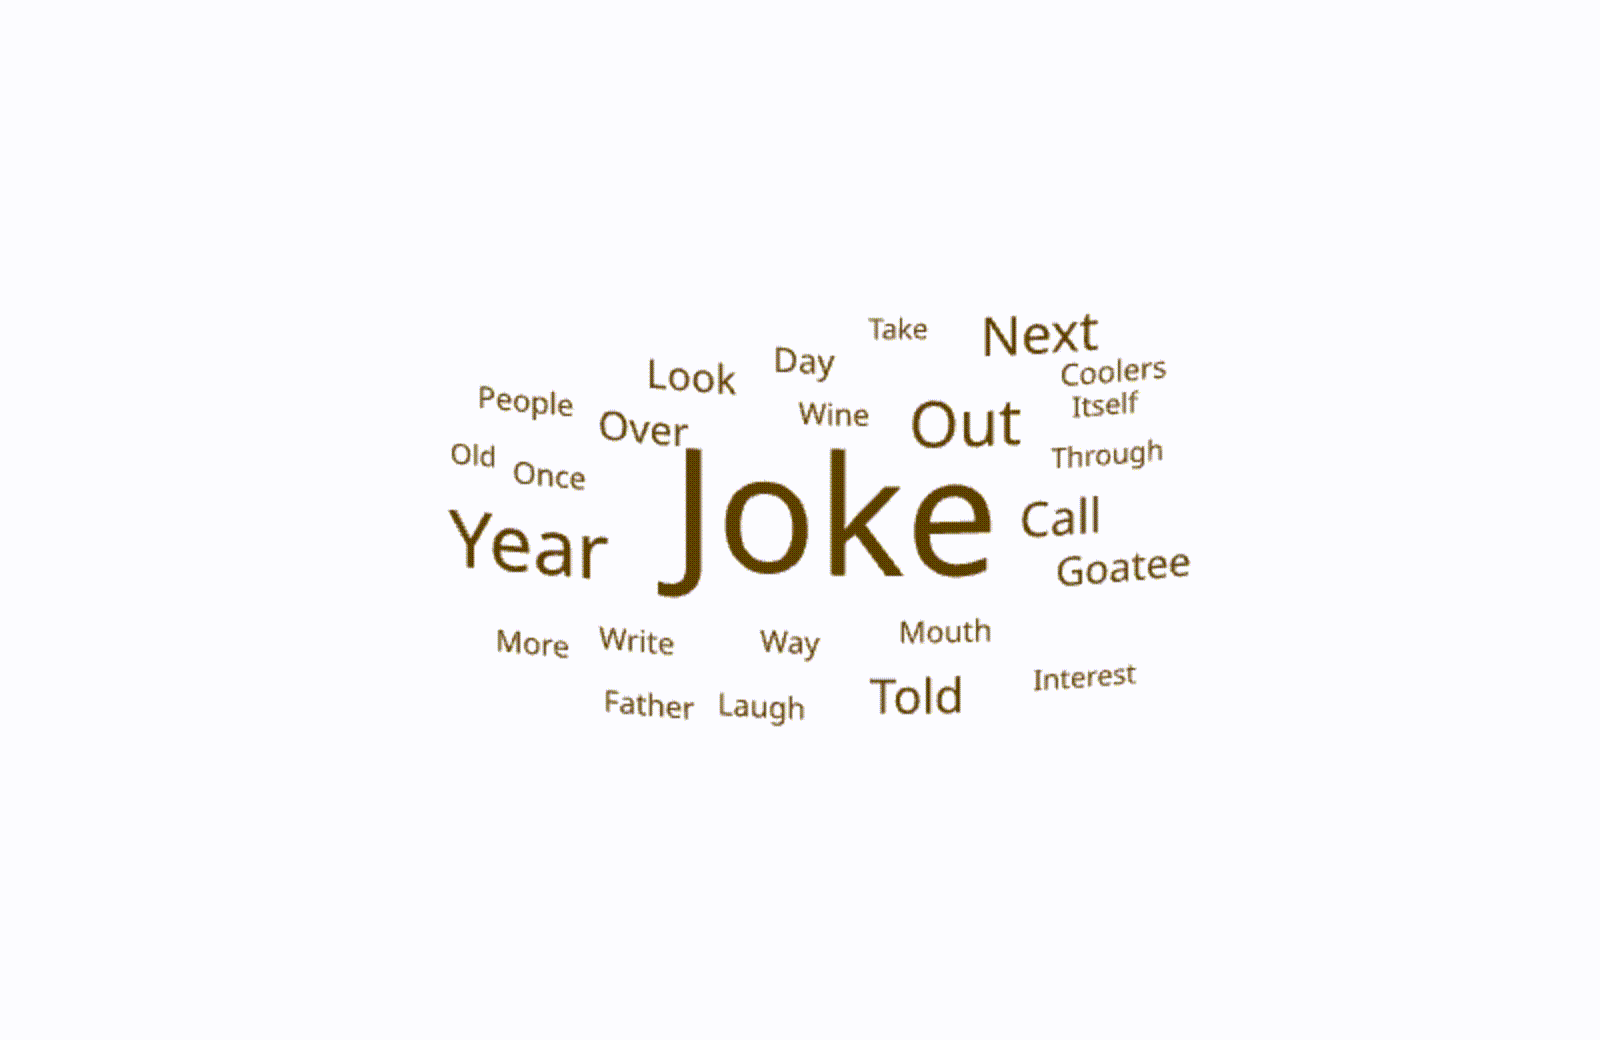 Take
Next
Look
Day
Coolers
People
Over
Wine
Out
Itself
Old
Once
Through
Joke
Year
Call
Goatee
More
Write
Way
Mouth
Father
Laugh
Told
Interest